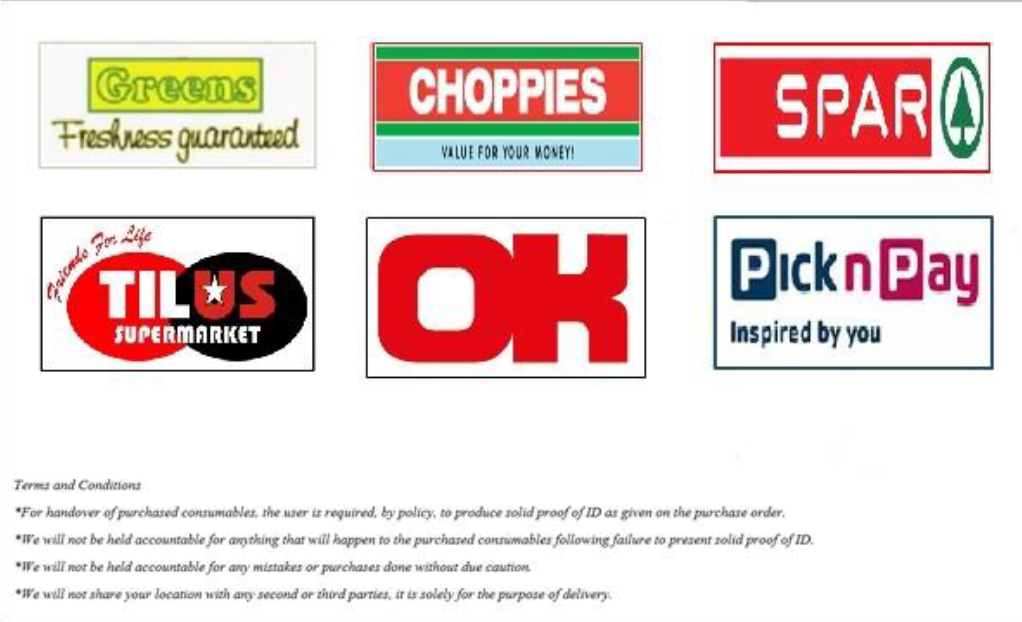 Greens
Freshness guaranteed
CHOPPIES
VALUE FOR YOUR MONEY!
SPAR
Friends For Life
TILUS
SUPERMARKET
OK
Pick n Pay
Inspired by you
Terms and Conditions
*For handover of purchased consumables, the user is required, by policy, to produce solid proof of ID as given on the purchase order.
*We will not be held accountable for anything that will happen to the purchased consumables following failure to present solid proof of ID.
*We will not be held accountable for any mistakes or purchases done without due caution.
*We will not share your location with any second or third parties, it is solely for the purpose of delivery.